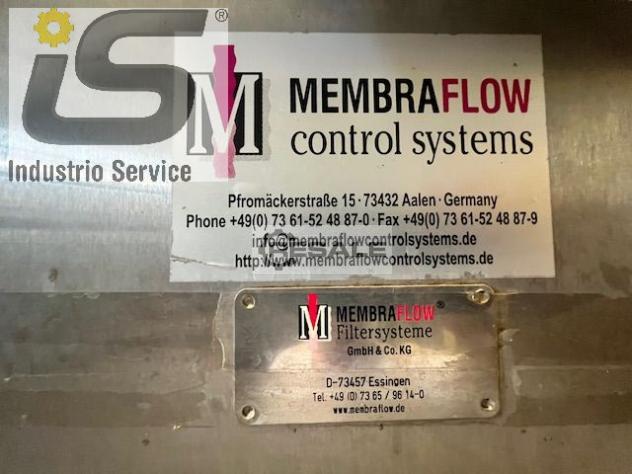 iS®
Industrio Service
M MEMBRAFLOW
control systems
Pfromäckerstraße 15 · 73432 Aalen · Germany
Phone +49(0) 73 61-52 48 87-0 · Fax +49(0) 73 61-52 48 87-9
info@membraflowcontrolsystems.de
http://www.membraflowcontrolsystems.de
RESALE
M MEMBRAFLOW®
Filtersysteme
GmbH & Co. KG
D-73457 Essingen
Tel. +49 (0) 73 65 / 96 14-0
www.membraflow.de